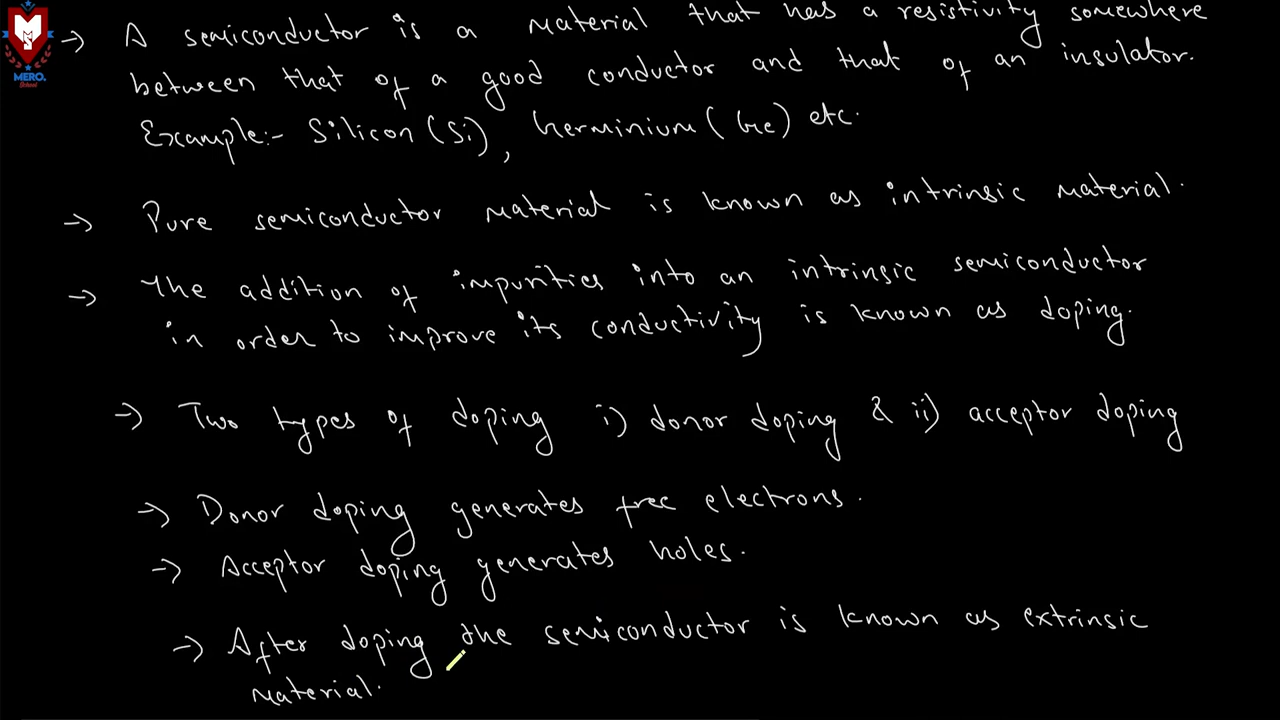 M
MERO.
School
→ A semiconductor is a material that has a resistivity somewhere
between that of a good conductor and that of an insulator.
Example:- Silicon (Si), Germinium (Ge) etc.
→ Pure semiconductor material is known as intrinsic material.
→ The addition of impurities into an intrinsic semiconductor
in order to improve its conductivity is known as doping.
→ Two types of doping i) donor doping & ii) acceptor doping
→ Donor doping generates free electrons.
→ Acceptor doping generates holes.
→ After doping the semiconductor is known as extrinsic
material.